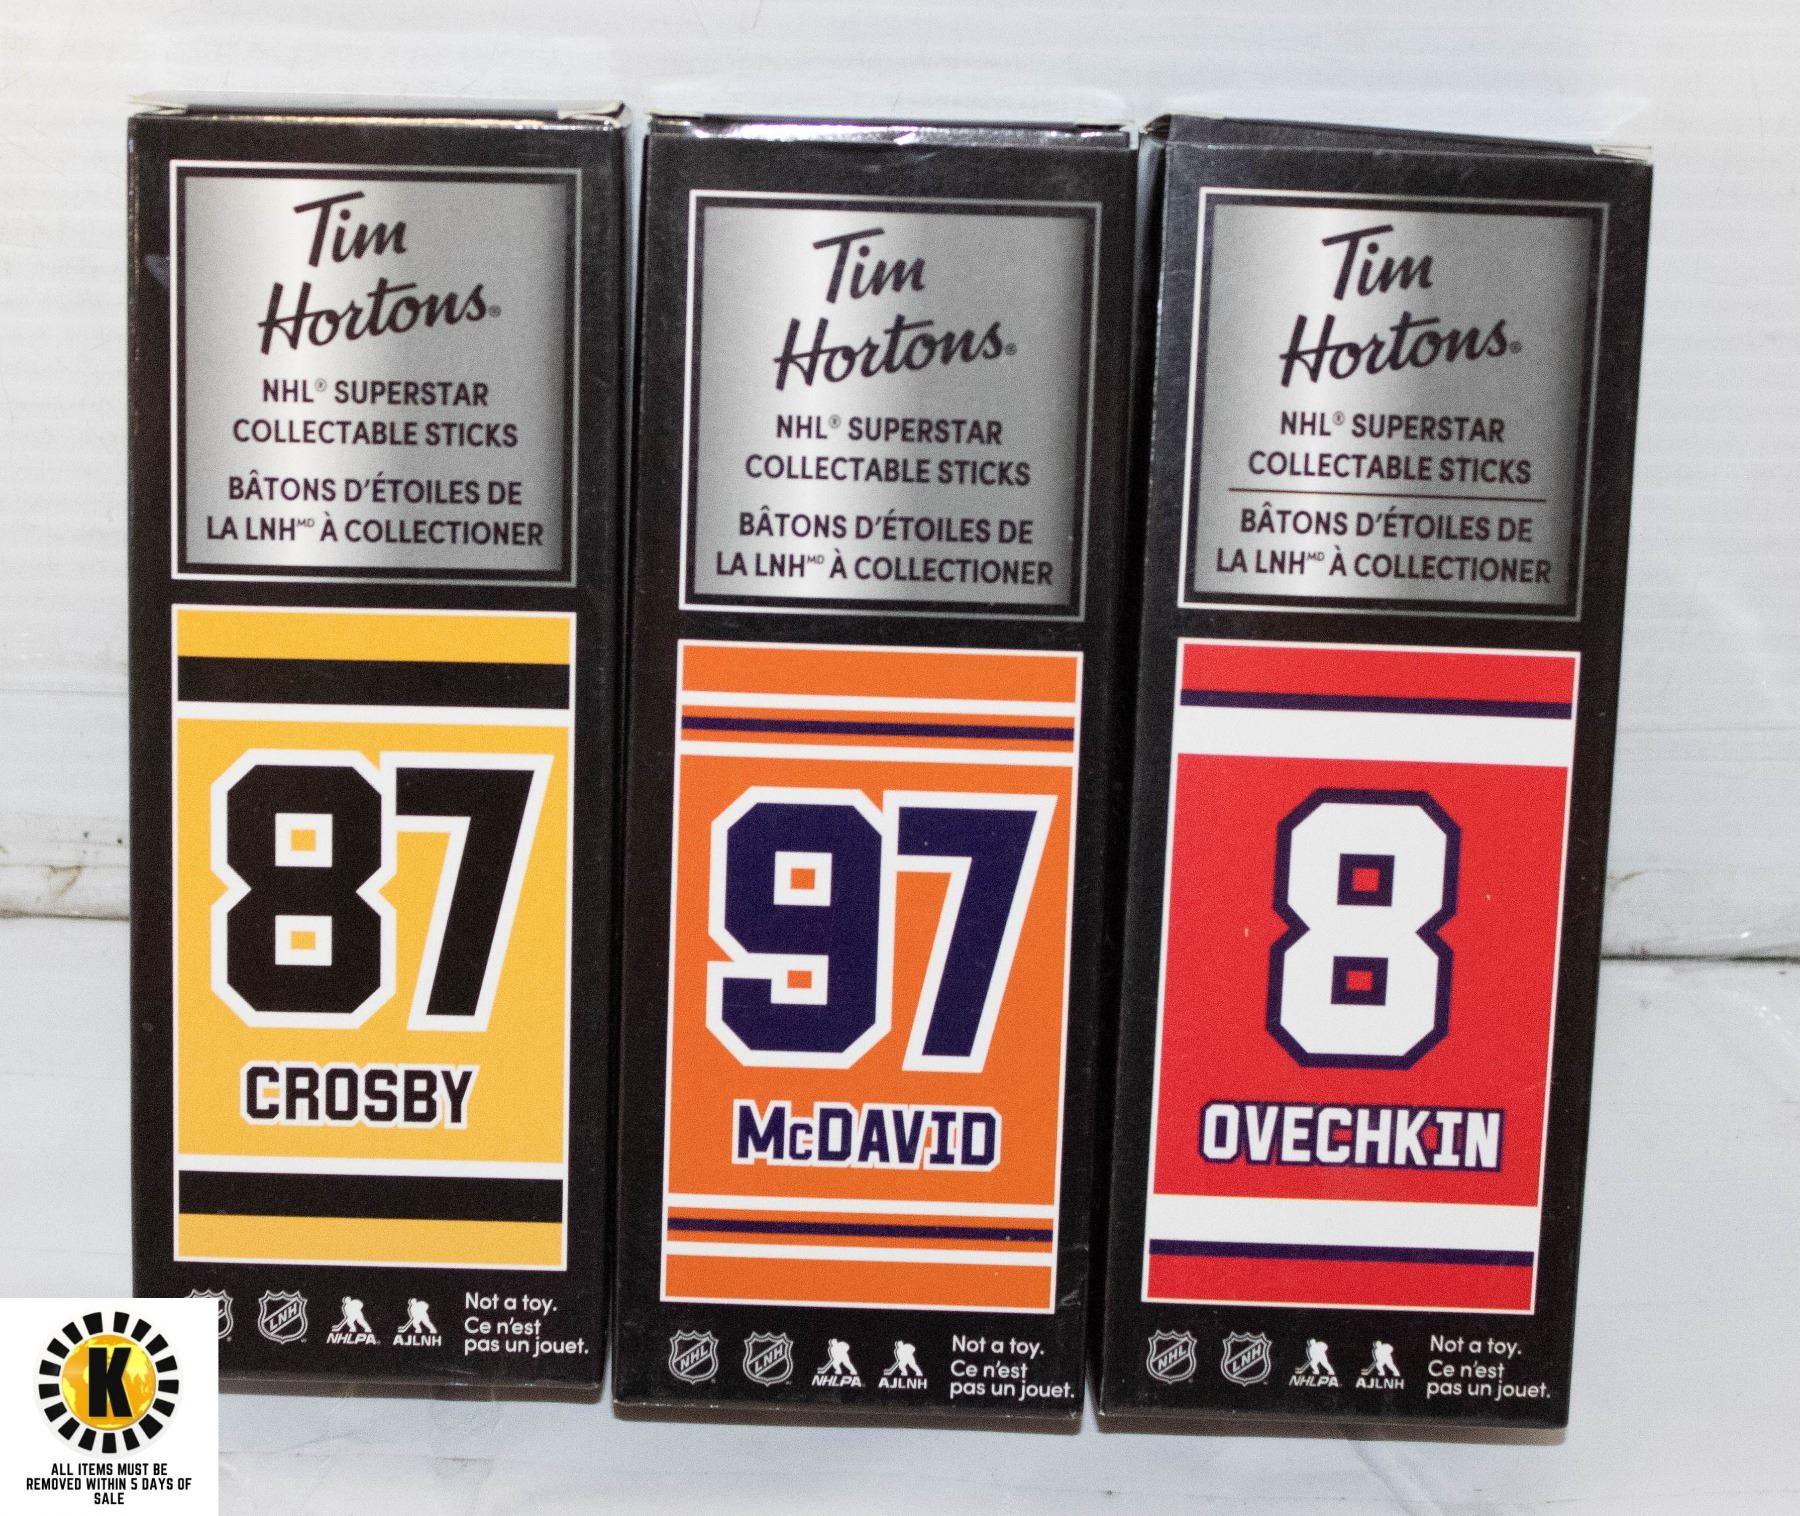 Tim
Hortons®
NHL® SUPERSTAR
COLLECTABLE STICKS
BÂTONS D'ÉTOILES DE
LA LNHMD À COLLECTIONER
87
CROSBY
LNH
NHLPA
AJLNH
Not a toy.
Ce n'est
pas un jouet.
Tim
Hortons®
NHL® SUPERSTAR
COLLECTABLE STICKS
BÂTONS D'ÉTOILES DE
LA LNHMD À COLLECTIONER
97
McDAVID
NHL
LNH
NHLPA
AJLNH
Not a toy.
Ce n'est
pas un jouet.
Tim
Hortons®
NHL® SUPERSTAR
COLLECTABLE STICKS
BÂTONS D'ÉTOILES DE
LA LNHMD À COLLECTIONER
8
OVECHKIN
NHL
LNH
NHLPA
AJLNH
Not a toy.
Ce n'est
pas un jouet.
K
ALL ITEMS MUST BE
REMOVED WITHIN 5 DAYS OF
SALE